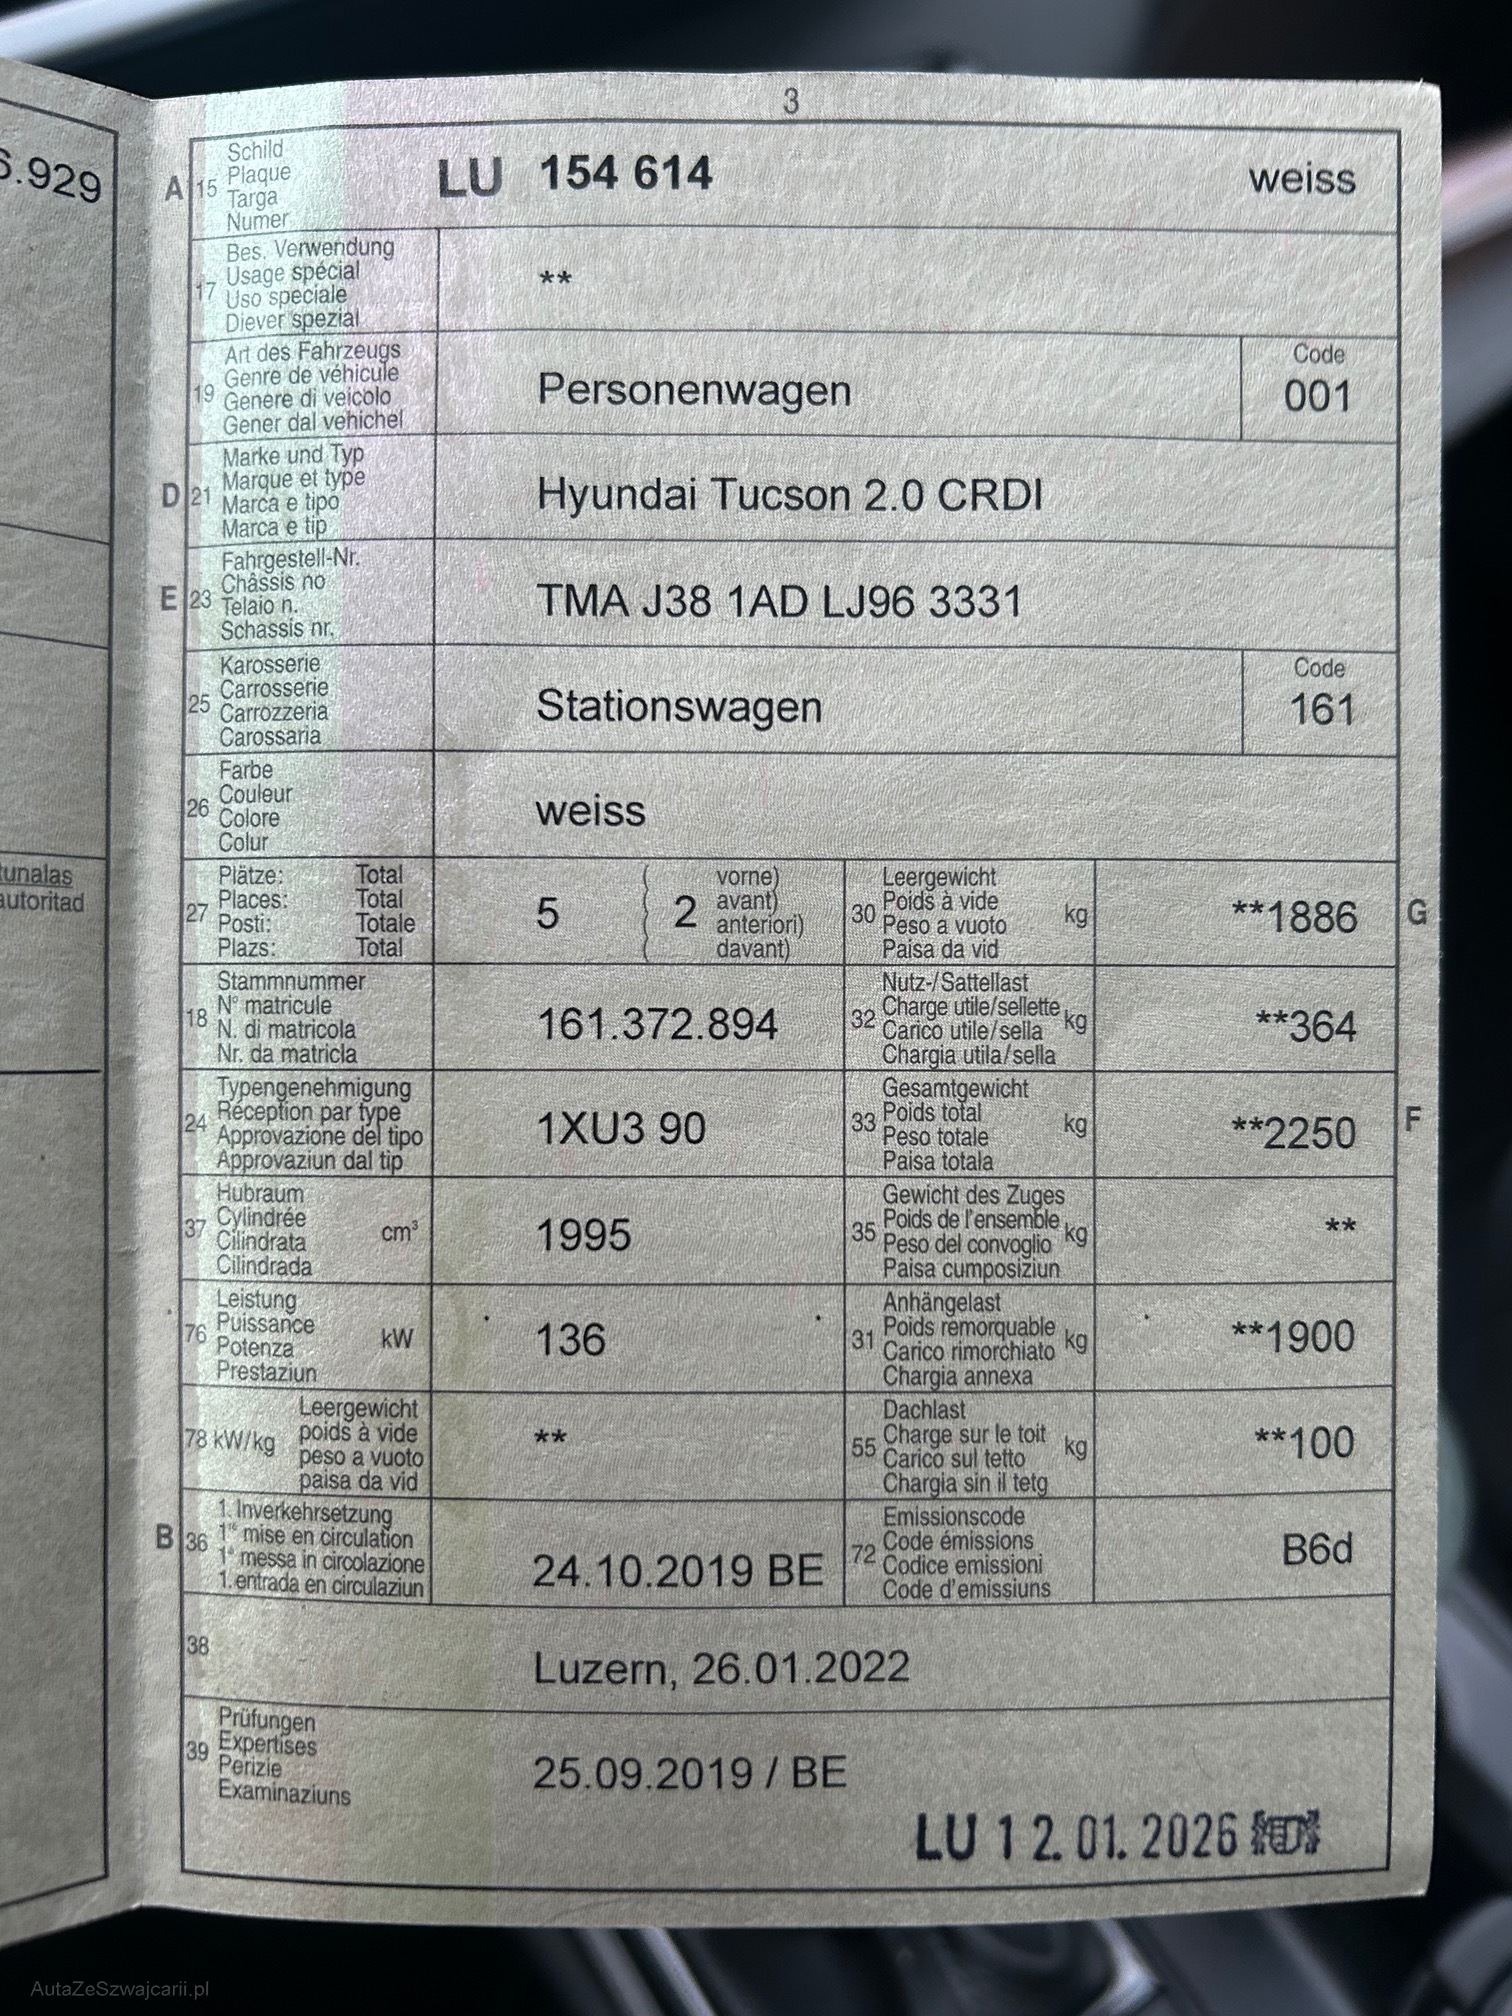 3
6.929
A 15 Schild
Plaque
Targa
Numer
LU 154 614 weiss
17 Bes. Verwendung
Usage spécial
Uso speciale
Diever spezial
**
19 Art des Fahrzeugs
Genre de véhicule
Genere di veicolo
Gener dal vehichel
Personenwagen
Code
001
D 21 Marke und Typ
Marque et type
Marca e tipo
Marca e tip
Hyundai Tucson 2.0 CRDI
E 23 Fahrgestell-Nr.
Châssis no
Telaio n.
Schassis nr.
TMA J38 1AD LJ96 3331
25 Karosserie
Carrosserie
Carrozzeria
Carossaria
Stationswagen
Code
161
26 Farbe
Couleur
Colore
Colur
weiss
tunalas
autoritad
27 Plätze: Total
Places: Total
Posti: Totale
Plazs: Total
5 ( 2 vorne)
avant)
anteriori)
( davant)
30 Leergewicht
Poids à vide
Peso a vuoto
Paisa da vid
kg
**1886 G
18 Stammnummer
N° matricule
N. di matricola
Nr. da matricla
161.372.894
32 Nutz-/Sattellast
Charge utile/sellette
Carico utile/sella
Chargia utila/sella
kg
**364
24 Typengenehmigung
Réception par type
Approvazione del tipo
Approvaziun dal tip
1XU3 90
33 Gesamtgewicht
Poids total
Peso totale
Paisa totala
kg
**2250 F
37 Hubraum
Cylindrée
Cilindrata
Cilindrada
cm³
1995
35 Gewicht des Zuges
Poids de l'ensemble
Peso del convoglio
Paisa cumposiziun
kg
**
76 Leistung
Puissance
Potenza
Prestaziun
kW
136
31 Anhängelast
Poids remorquable
Carico rimorchiato
Chargia annexa
kg
**1900
78 kW/kg Leergewicht
poids à vide
peso a vuoto
paisa da vid
**
55 Dachlast
Charge sur le toit
Carico sul tetto
Chargia sin il tetg
kg
**100
B 36 1. Inverkehrsetzung
1re mise en circulation
1a messa in circolazione
1. entrada en circulaziun
24.10.2019 BE
72 Emissionscode
Code émissions
Codice emissioni
Code d'emissiuns
B6d
38
Luzern, 26.01.2022
39 Prüfungen
Expertises
Perizie
Examinaziuns
25.09.2019 / BE
LU 12.01.2026
AutaZeSzwajcarii.pl